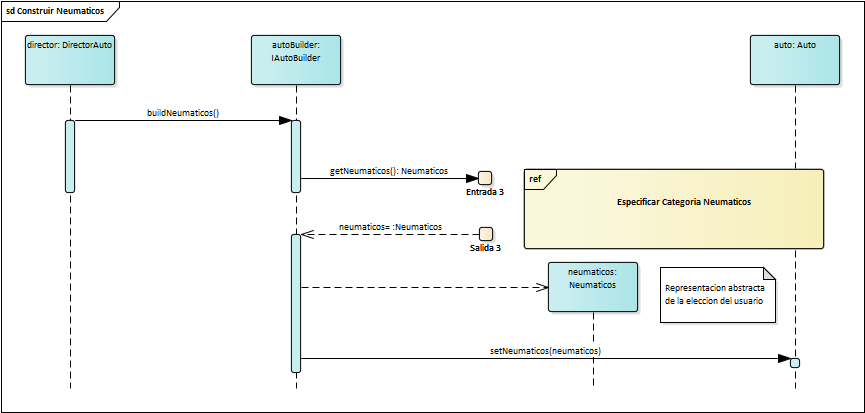 sd Construir Neumaticos
director: DirectorAuto
autoBuilder:
IAutoBuilder
auto: Auto
buildNeumaticos()
getNeumaticos(): Neumaticos
Entrada 3
ref
Especificar Categoria Neumaticos
neumaticos= :Neumaticos
Salida 3
neumaticos:
Neumaticos
Representacion abstracta
de la eleccion del usuario
setNeumaticos(neumaticos)